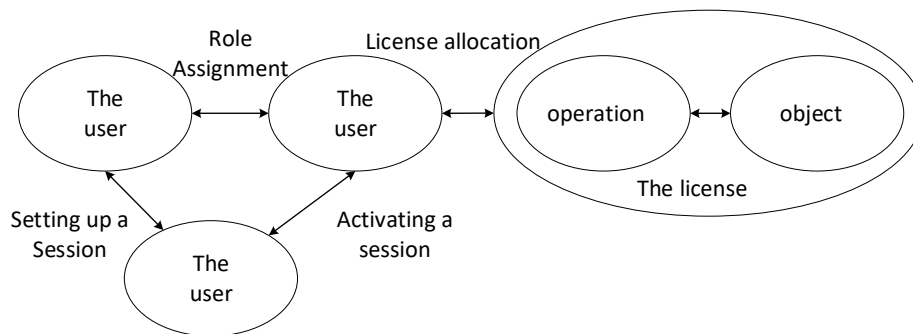 Role
Assignment
License allocation
The
user
The
user
operation
object
The license
Setting up a
Session
Activating a
session
The
user